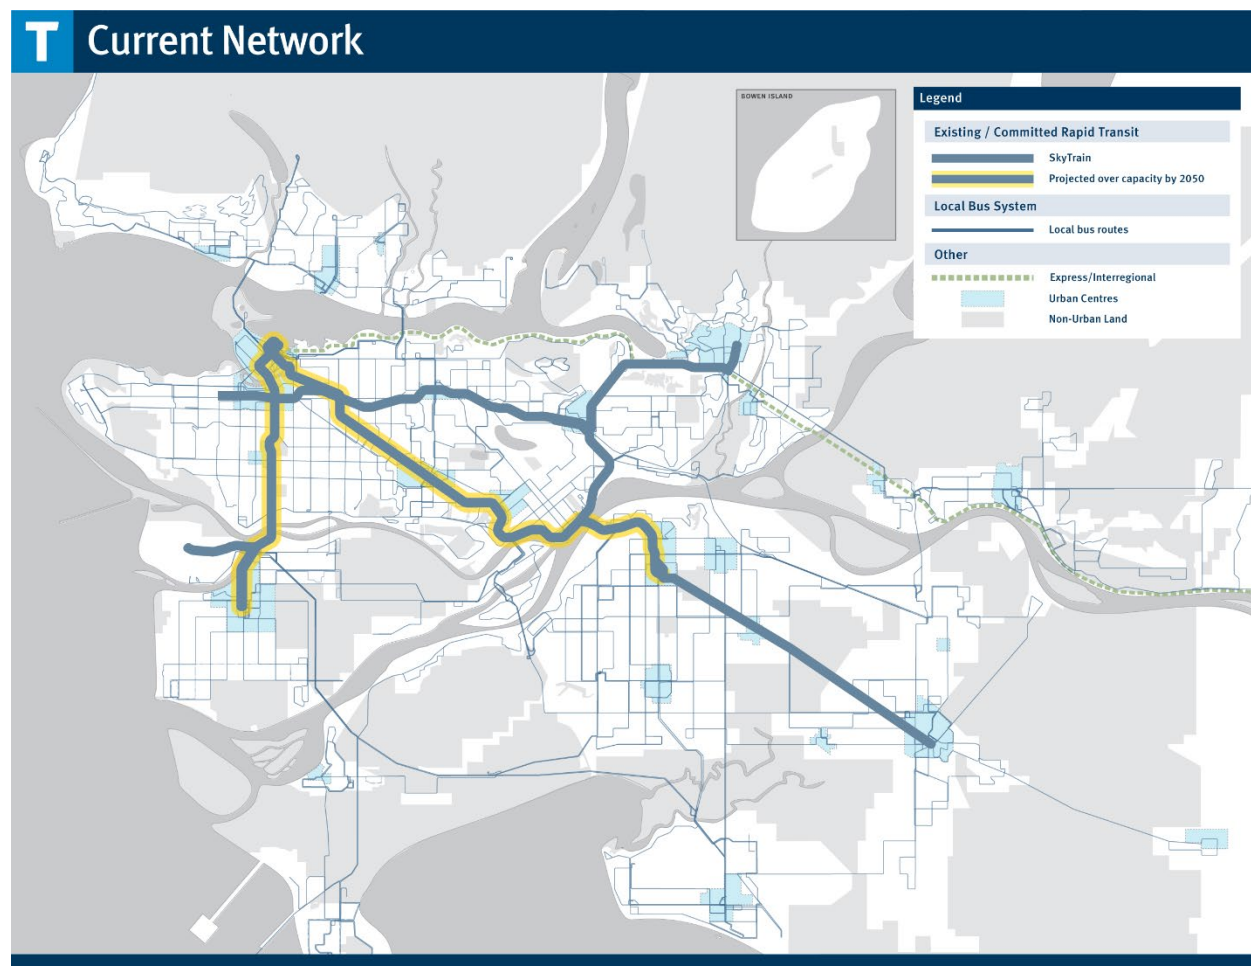 T Current Network
BOWEN ISLAND
Legend
Existing / Committed Rapid Transit
SkyTrain
Projected over capacity by 2050
Local Bus System
Local bus routes
Other
Express/Interregional
Urban Centres
Non-Urban Land